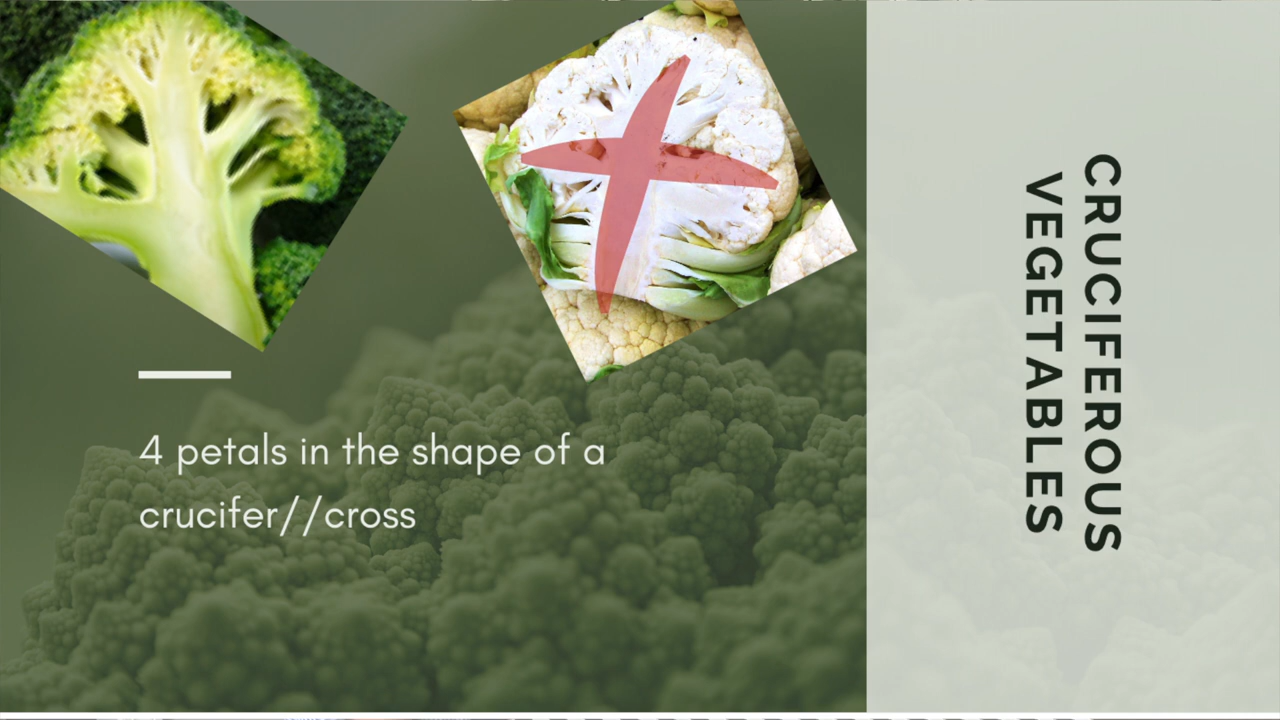 4 petals in the shape of a
crucifer//cross
CRUCIFEROUS
VEGETABLES